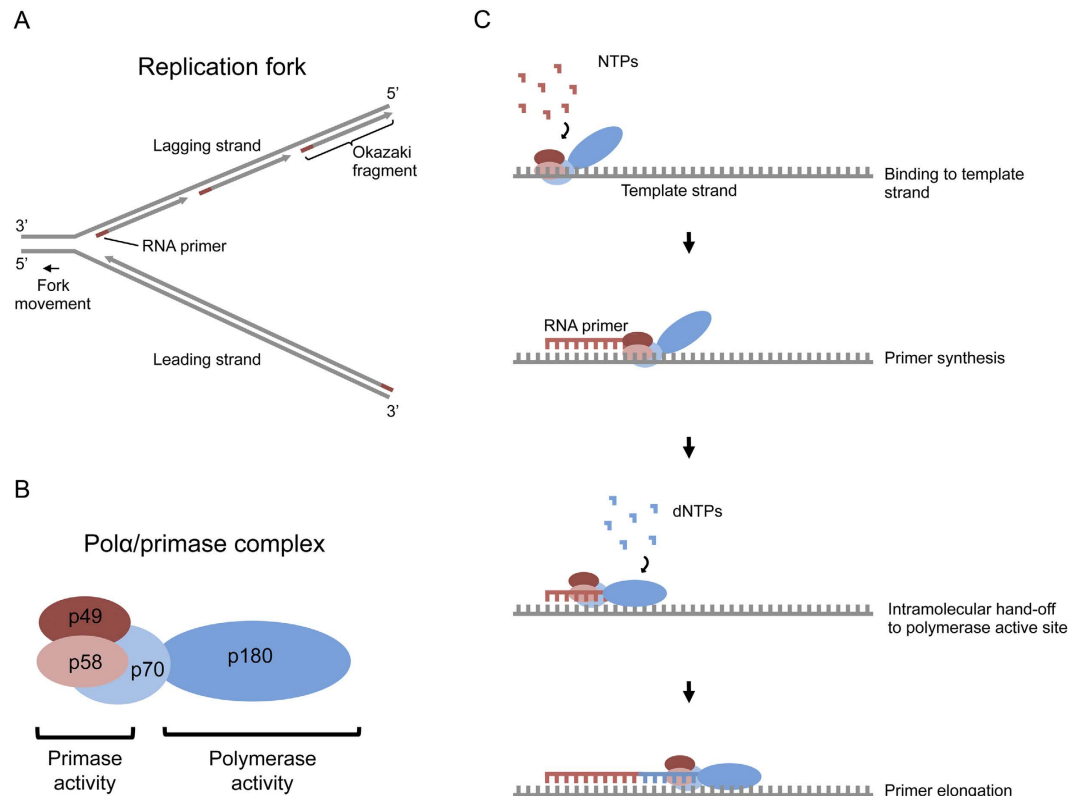 A
Replication fork
5’
Lagging strand
Okazaki
fragment
3’
5’
RNA primer
Fork
movement
Leading strand
3’
B
Polα/primase complex
p49
p58
p70
p180
Primase
activity
Polymerase
activity
C
NTPs
Template strand
Binding to template
strand
RNA primer
Primer synthesis
dNTPs
Intramolecular hand-off
to polymerase active site
Primer elongation